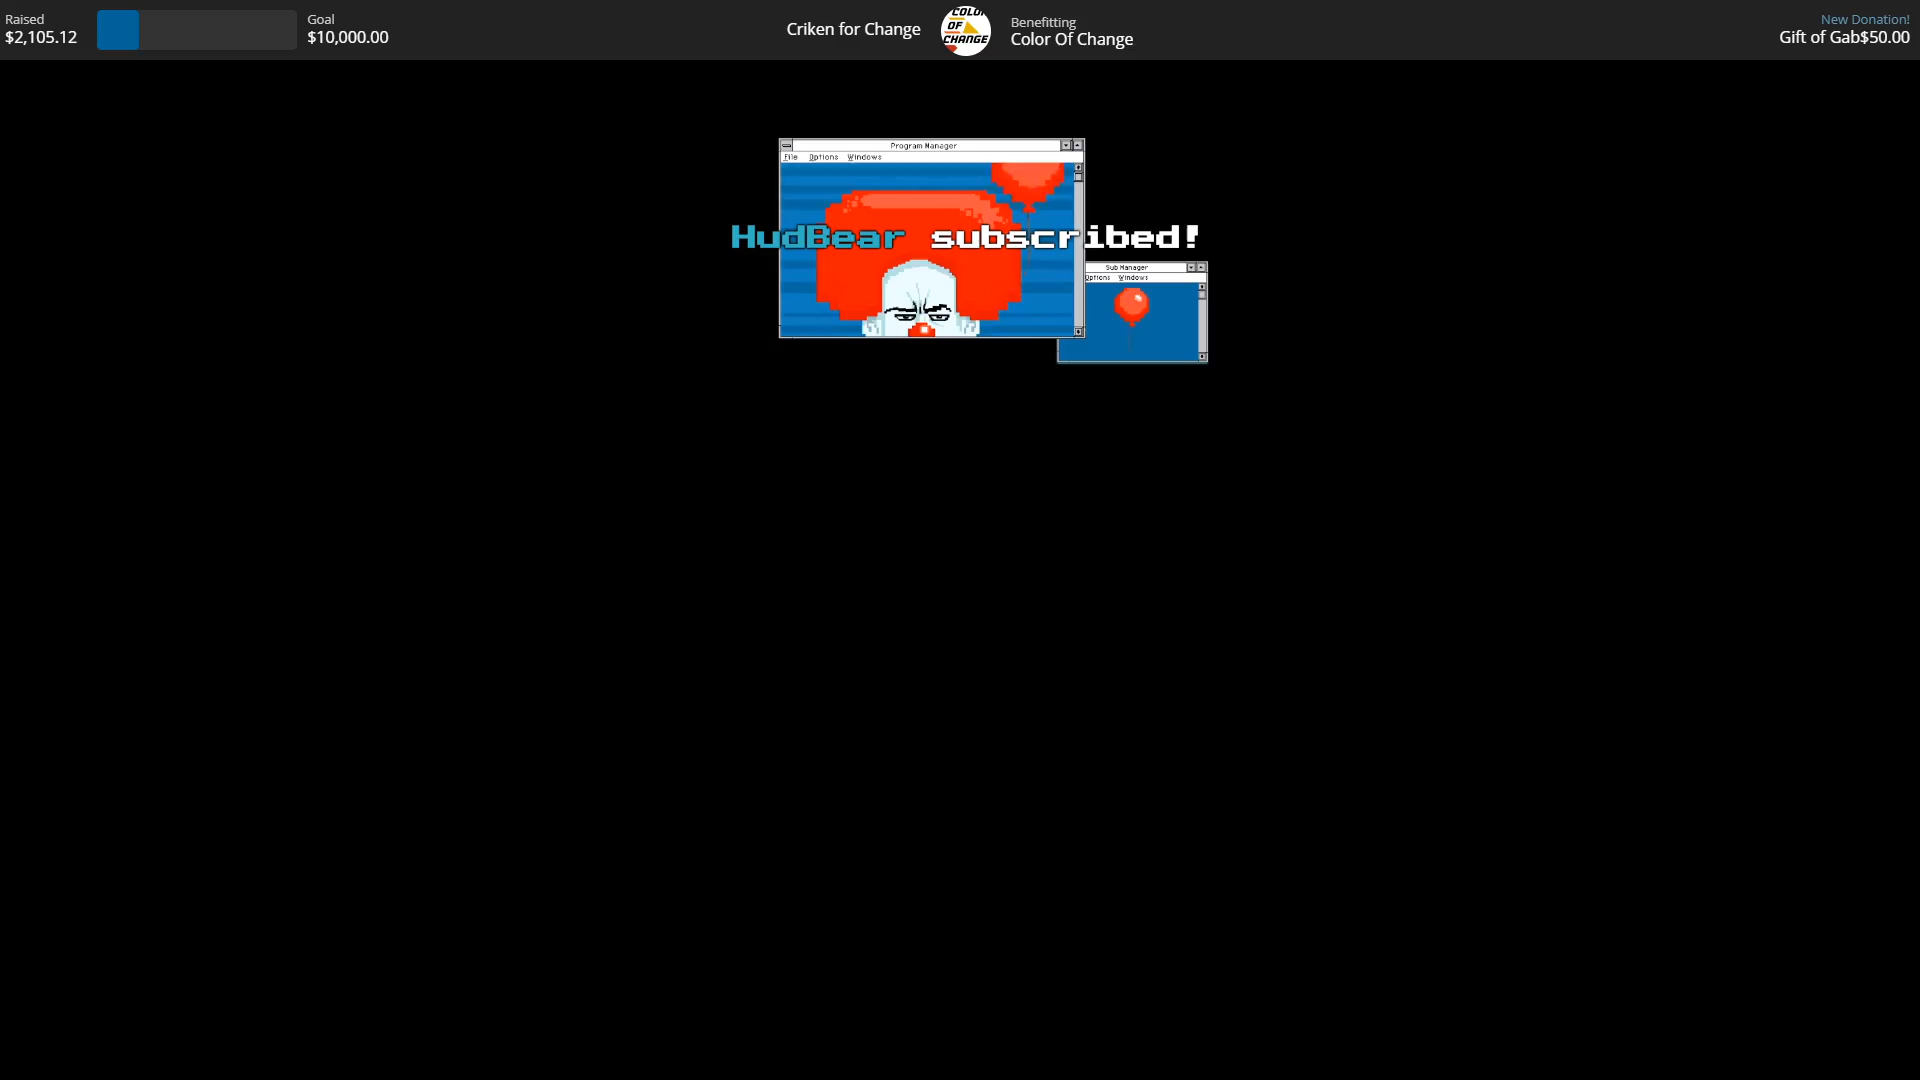 Raised
$2,105.12
Goal
$10,000.00
Criken for Change
COLOR
OF
CHANGE
Benefitting
Color Of Change
New Donation!
Gift of Gab$50.00
Program Manager
File Options Windows
HudBear subscribed!
Sub Manager
Options Windows